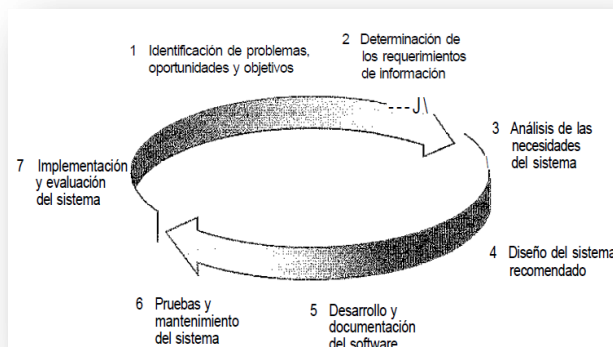 1 Identificación de problemas,
oportunidades y objetivos
2 Determinación de
los requerimientos
de información
3 Análisis de las
necesidades
del sistema
4 Diseño del sistema
recomendado
5 Desarrollo y
documentación
del software
6 Pruebas y
mantenimiento
del sistema
7 Implementación
y evaluación
del sistema